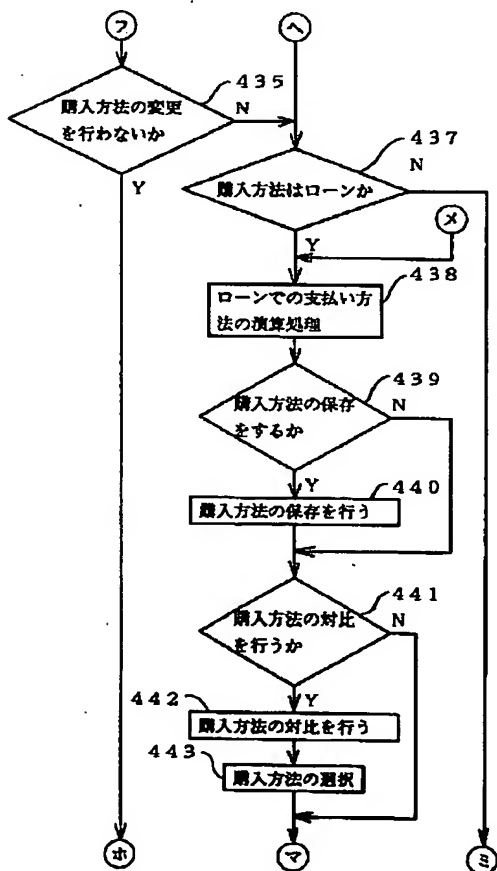 フ
ヘ
435
購入方法の変更
を行わないか
N
Y
437
N
購入方法はローンか
メ
Y
438
ローンでの支払い方
法の演算処理
439
購入方法の保存
をするか
N
Y
440
購入方法の保存を行う
441
購入方法の対比
を行うか
N
Y
442
購入方法の対比を行う
443
購入方法の選択
ホ
マ
ミ